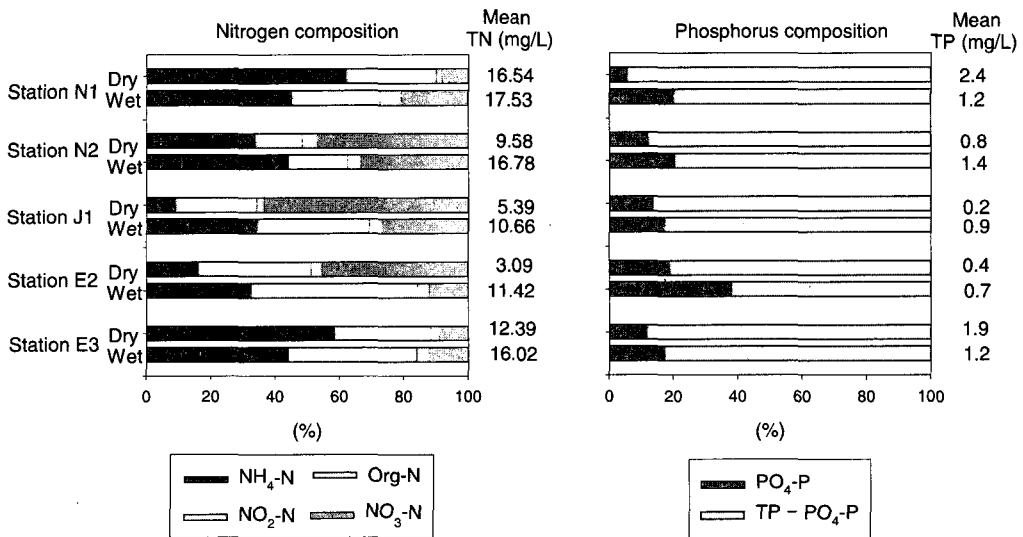 Nitrogen composition
Mean
TN (mg/L)
Station N1
Dry
16.54
Wet
17.53
Station N2
Dry
9.58
Wet
16.78
Station J1
Dry
5.39
Wet
10.66
Station E2
Dry
3.09
Wet
11.42
Station E3
Dry
12.39
Wet
16.02
0 20 40 60 80 100
(%)
NH₄-N
Org-N
NO₂-N
NO₃-N
Phosphorus composition
Mean
TP (mg/L)
2.4
1.2
0.8
1.4
0.2
0.9
0.4
0.7
1.9
1.2
0 20 40 60 80 100
(%)
PO₄-P
TP – PO₄-P